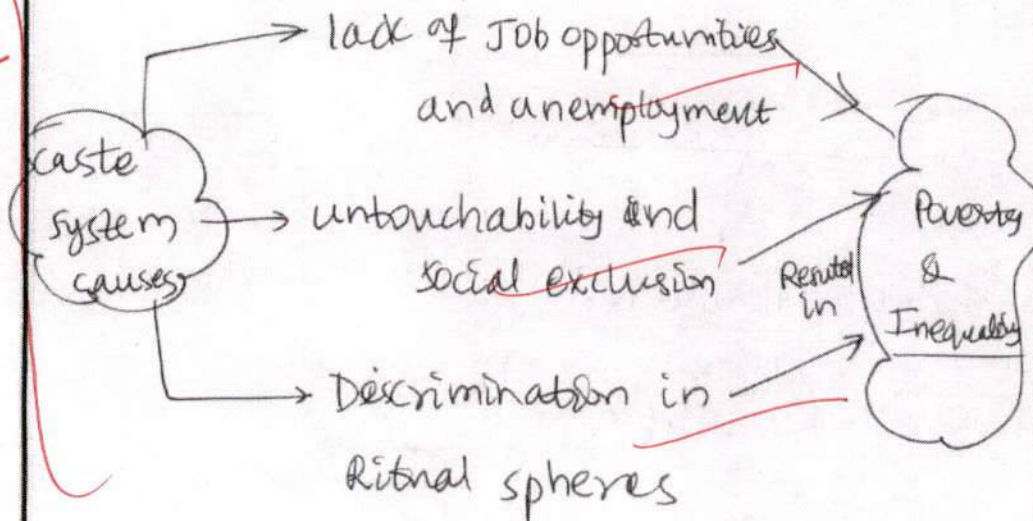 lack of Job opportunities
and unemployment
caste
system
causes
untouchability and
social exclusion
Discrimination in
Ritual spheres
Resulted
in
Poverty
&
Inequality